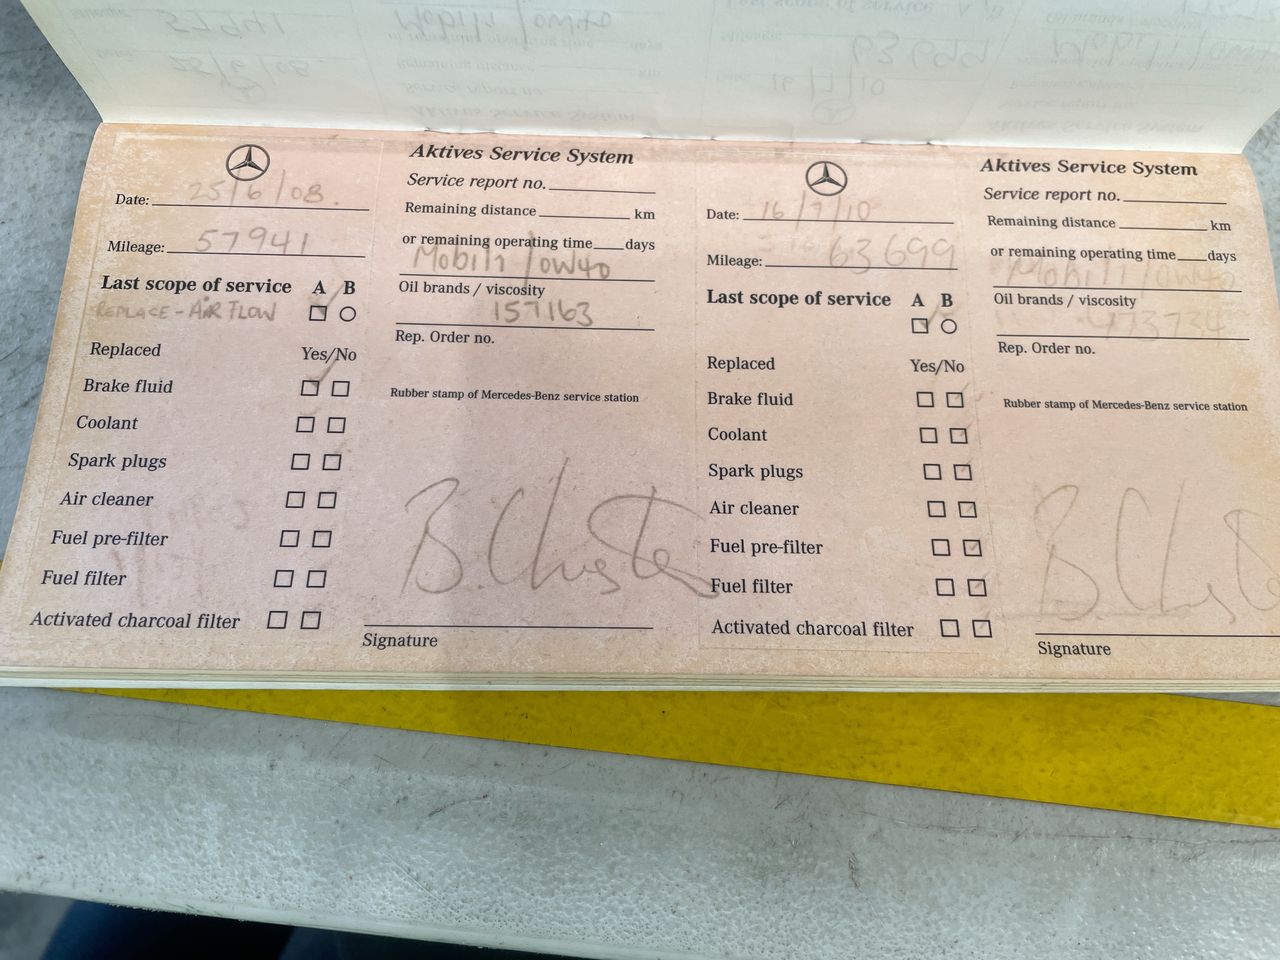 Date: 25/6/08.
Mileage: 57941
Last scope of service A B
REPLACE - AIR FLOW
Replaced Yes/No
Brake fluid
Coolant
Spark plugs
Air cleaner
Fuel pre-filter
Fuel filter
Activated charcoal filter
Aktives Service System
Service report no.
Remaining distance km
or remaining operating time days
Mobil 1 / 0W40
Oil brands / viscosity
157163
Rep. Order no.
Rubber stamp of Mercedes-Benz service station
Signature
Date: 16/7/10
Mileage: 63699
Last scope of service A B
Replaced Yes/No
Brake fluid
Coolant
Spark plugs
Air cleaner
Fuel pre-filter
Fuel filter
Activated charcoal filter
Aktives Service System
Service report no.
Remaining distance km
or remaining operating time days
Mobil 1 / 0W40
Oil brands / viscosity
Rep. Order no.
Rubber stamp of Mercedes-Benz service station
Signature